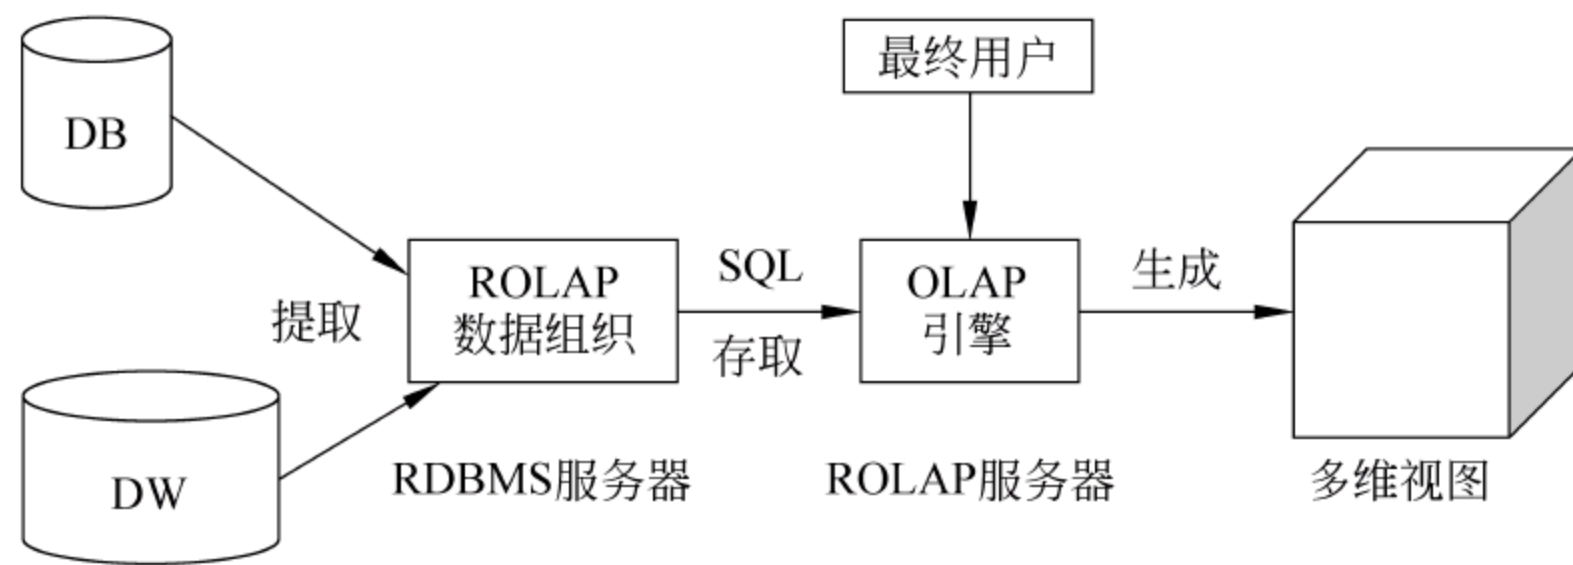 DB
最终用户
提取
ROLAP
数据组织
SQL
存取
OLAP
引擎
生成
DW
RDBMS服务器
ROLAP服务器
多维视图